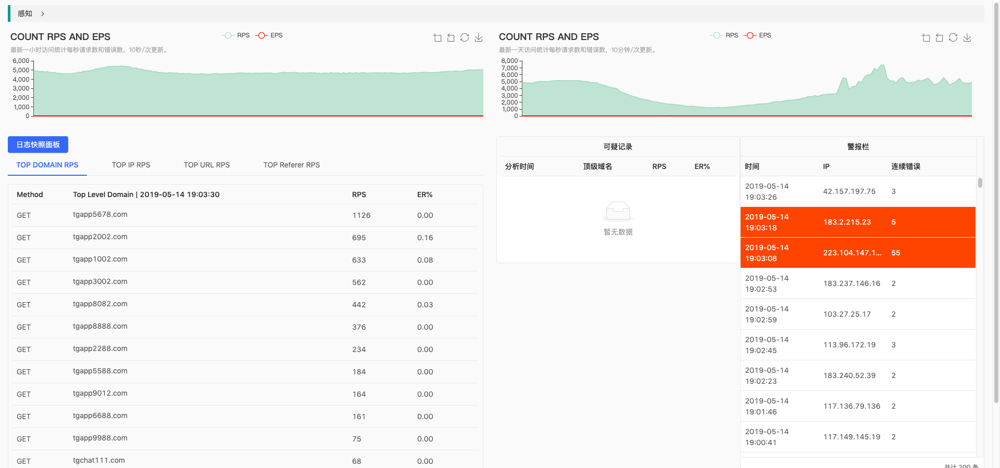 感知 >
COUNT RPS AND EPS
RPS EPS
最新一小时访问统计每秒请求数和错误数，10秒/次更新。
6,000
5,000
4,000
3,000
2,000
1,000
0
COUNT RPS AND EPS
RPS EPS
最新一天访问统计每秒请求数和错误数，10分钟/次更新。
8,000
7,000
6,000
5,000
4,000
3,000
2,000
1,000
0
日志快照面板
TOP DOMAIN RPS TOP IP RPS TOP URL RPS TOP Referer RPS
Method Top Level Domain | 2019-05-14 19:03:30 RPS ER%
GET tgapp5678.com 1126 0.00
GET tgapp2002.com 695 0.16
GET tgapp1002.com 633 0.08
GET tgapp3002.com 562 0.00
GET tgapp8082.com 442 0.03
GET tgapp8888.com 376 0.00
GET tgapp2288.com 234 0.00
GET tgapp5588.com 184 0.00
GET tgapp9012.com 164 0.00
GET tgapp6688.com 161 0.00
GET tgapp9988.com 75 0.00
GET tgchat111.com 68 0.00
可疑记录
分析时间 顶级域名 RPS ER%
暂无数据
警报栏
时间 IP 连续错误
2019-05-14
19:03:26 42.157.197.75 3
2019-05-14
19:03:18 183.2.215.23 5
2019-05-14
19:03:08 223.104.147.1... 55
2019-05-14
19:02:53 183.237.146.16 2
2019-05-14
19:02:59 103.27.25.17 2
2019-05-14
19:02:45 113.96.172.19 3
2019-05-14
19:02:23 183.240.52.39 2
2019-05-14
19:01:46 117.136.79.136 2
2019-05-14
19:00:41 117.149.145.19 2
共计 200 条